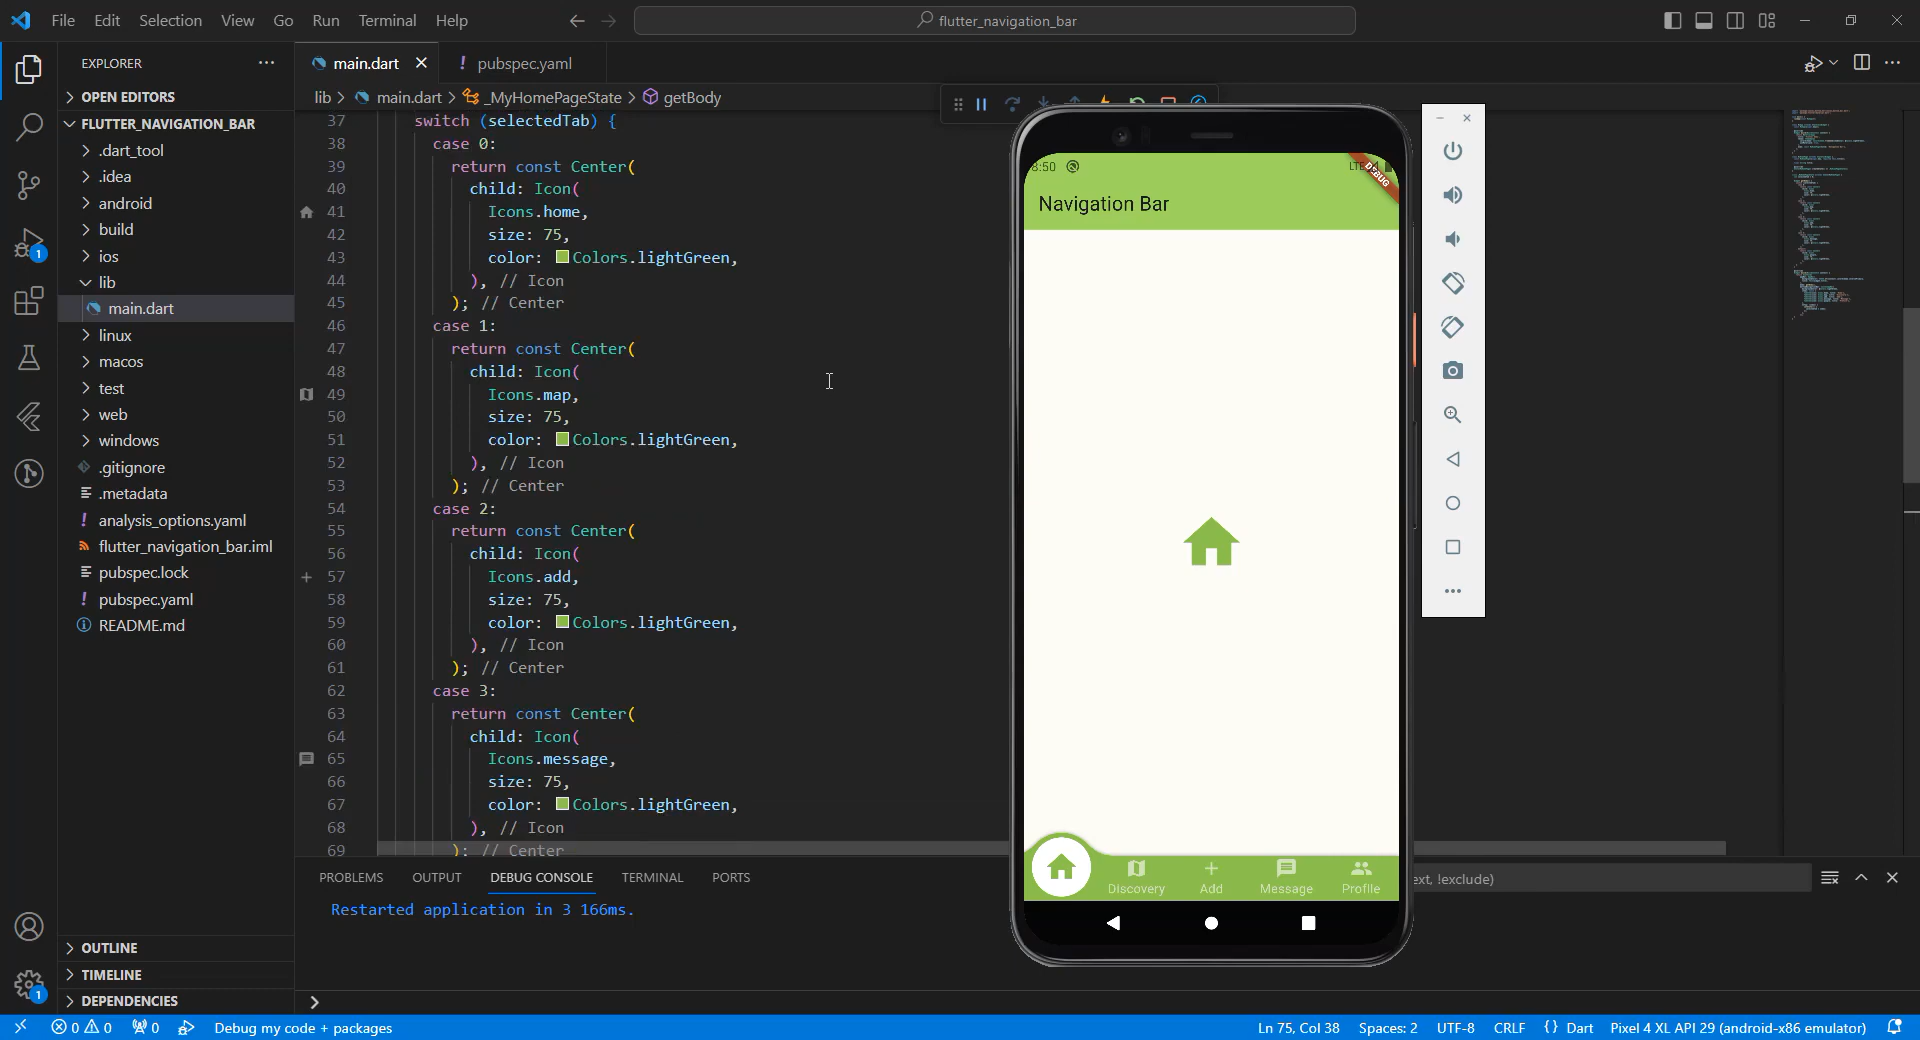 File Edit Selection View Go Run Terminal Help
flutter_navigation_bar
EXPLORER
OPEN EDITORS
FLUTTER_NAVIGATION_BAR
.dart_tool
.idea
android
build
ios
lib
main.dart
linux
macos
test
web
windows
.gitignore
.metadata
analysis_options.yaml
flutter_navigation_bar.iml
pubspec.lock
pubspec.yaml
README.md
OUTLINE
TIMELINE
DEPENDENCIES
1
1
main.dart
pubspec.yaml
lib > main.dart > _MyHomePageState > getBody
37 switch (selectedTab) {
38 case 0:
39 return const Center(
40 child: Icon(
41 Icons.home,
42 size: 75,
43 color: Colors.lightGreen,
44 ), // Icon
45 ); // Center
46 case 1:
47 return const Center(
48 child: Icon(
49 Icons.map,
50 size: 75,
51 color: Colors.lightGreen,
52 ), // Icon
53 ); // Center
54 case 2:
55 return const Center(
56 child: Icon(
57 Icons.add,
58 size: 75,
59 color: Colors.lightGreen,
60 ), // Icon
61 ); // Center
62 case 3:
63 return const Center(
64 child: Icon(
65 Icons.message,
66 size: 75,
67 color: Colors.lightGreen,
68 ), // Icon
69 ); // Center
PROBLEMS OUTPUT DEBUG CONSOLE TERMINAL PORTS
ext, !exclude)
Restarted application in 3 166ms.
:50
LTE
DEBUG
Navigation Bar
Discovery Add Message Profile
0 0 0 Debug my code + packages
Ln 75, Col 38 Spaces: 2 UTF-8 CRLF {} Dart Pixel 4 XL API 29 (android-x86 emulator)